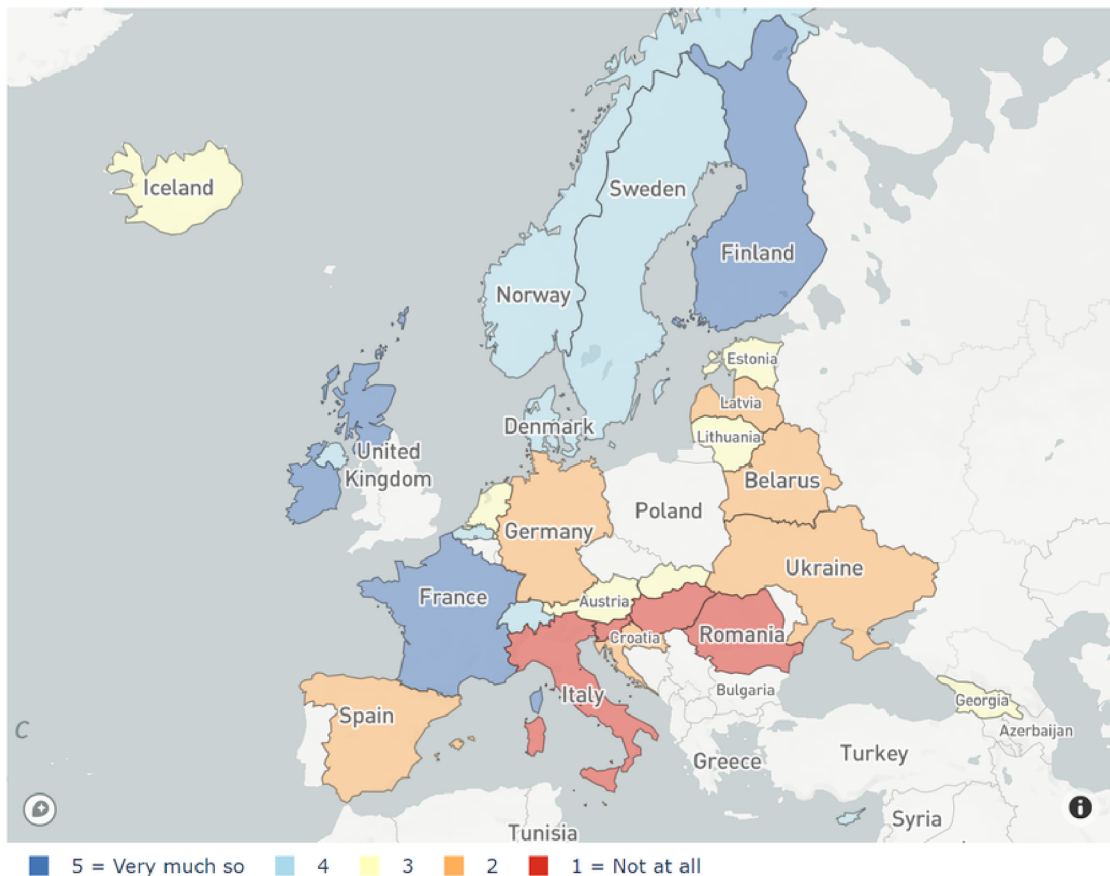 Iceland
Sweden
Finland
Norway
Estonia
Latvia
Denmark
Lithuania
United
Kingdom
Belarus
Poland
Germany
Ukraine
France
Austria
Romania
Croatia
Italy
Bulgaria
Spain
Georgia
C
Azerbaijan
Turkey
Greece
Syria
Tunisia
5 = Very much so 4 3 2 1 = Not at all